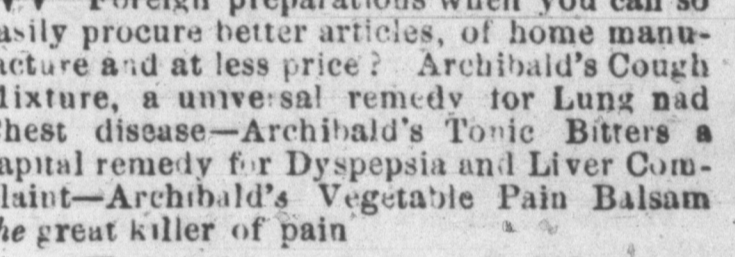 Foreign preparations when you can so
asily procure better articles, of home manu-
acture and at less price? Archibald's Cough
lixture, a universal remedy for Lung nad
hest disease—Archibald's Tonic Bitters a
apital remedy for Dyspepsia and Liver Com-
laint—Archibald's Vegetable Pain Balsam
he great killer of pain